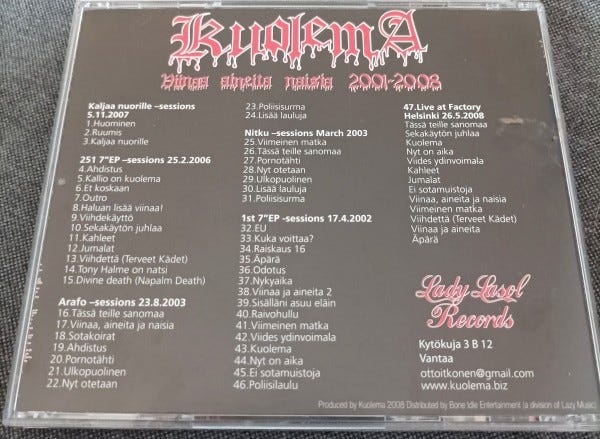 KuolemA
Viinaa aineita naisia 2001-2008
Kaljaa nuorille –sessions
5.11.2007
1.Huominen
2.Ruumis
3.Kaljaa nuorille
251 7"EP –sessions 25.2.2006
4.Ahdistus
5.Kallio on kuolema
6.Et koskaan
7.Outro
8.Haluan lisää viinaa!
9.Viihdekäyttö
10.Sekakäytön juhlaa
11.Kahleet
12.Jumalat
13.Viihdettä (Terveet Kädet)
14.Tony Halme on natsi
15.Divine death (Napalm Death)
Arafo –sessions 23.8.2003
16.Tässä teille sanomaa
17.Viinaa, aineita ja naisia
18.Sotakoirat
19.Ahdistus
20.Pornotähti
21.Ulkopuolinen
22.Nyt otetaan
23.Poliisisurma
24.Lisää lauluja
Nitku –sessions March 2003
25.Viimeinen matka
26.Tässä teille sanomaa
27.Pornotähti
28.Nyt otetaan
29.Ulkopuolinen
30.Lisää lauluja
31.Poliisisurma
1st 7"EP -sessions 17.4.2002
32.EU
33.Kuka voittaa?
34.Raiskaus 16
35.Äpärä
36.Odotus
37.Nykyaika
38.Viinaa ja aineita 2
39.Sisälläni asuu eläin
40.Raivohullu
41.Viimeinen matka
42.Viides ydinvoimala
43.Kuolema
44.Nyt on aika
45.Ei sotamuistoja
46.Poliisilaulu
47.Live at Factory
Helsinki 26.5.2008
Tässä teille sanomaa
Sekakäytön juhlaa
Kuolema
Nyt on aika
Viides ydinvoimala
Kahleet
Jumalat
Ei sotamuistoja
Viinaa, aineita ja naisia
Viimeinen matka
Viihdettä (Terveet Kädet)
Viinaa ja aineita
Äpärä
Lady Lasol
Records
Kytökuja 3 B 12
Vantaa
ottoitkonen@gmail.com
www.kuolema.biz
Produced by Kuolema 2008 Distributed by Bone Idle Entertainment (a division of Lazy Music)